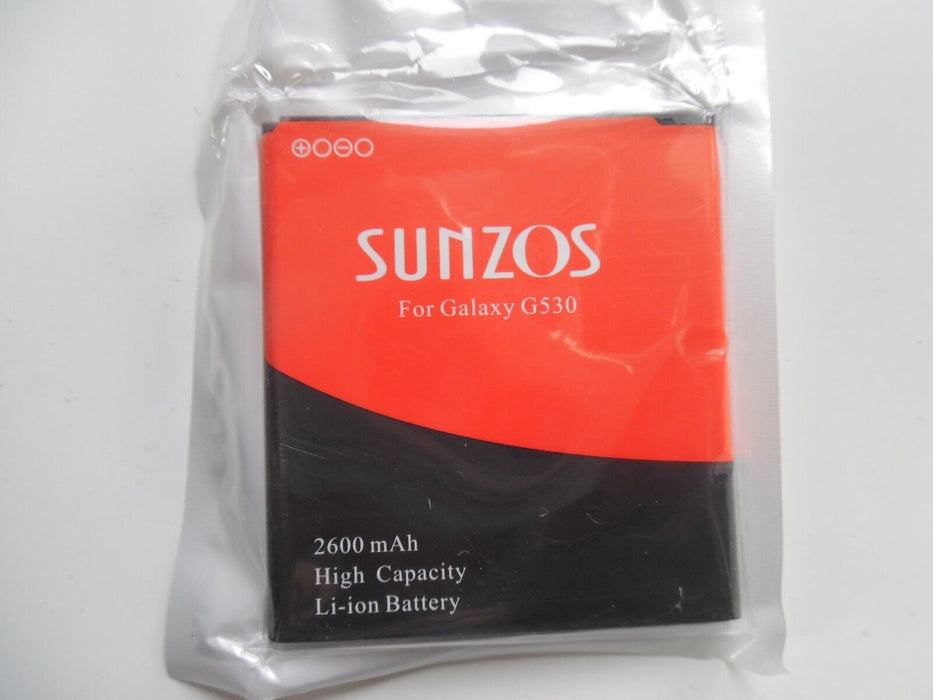 SUNZOS
For Galaxy G530
2600 mAh
High Capacity
Li-ion Battery